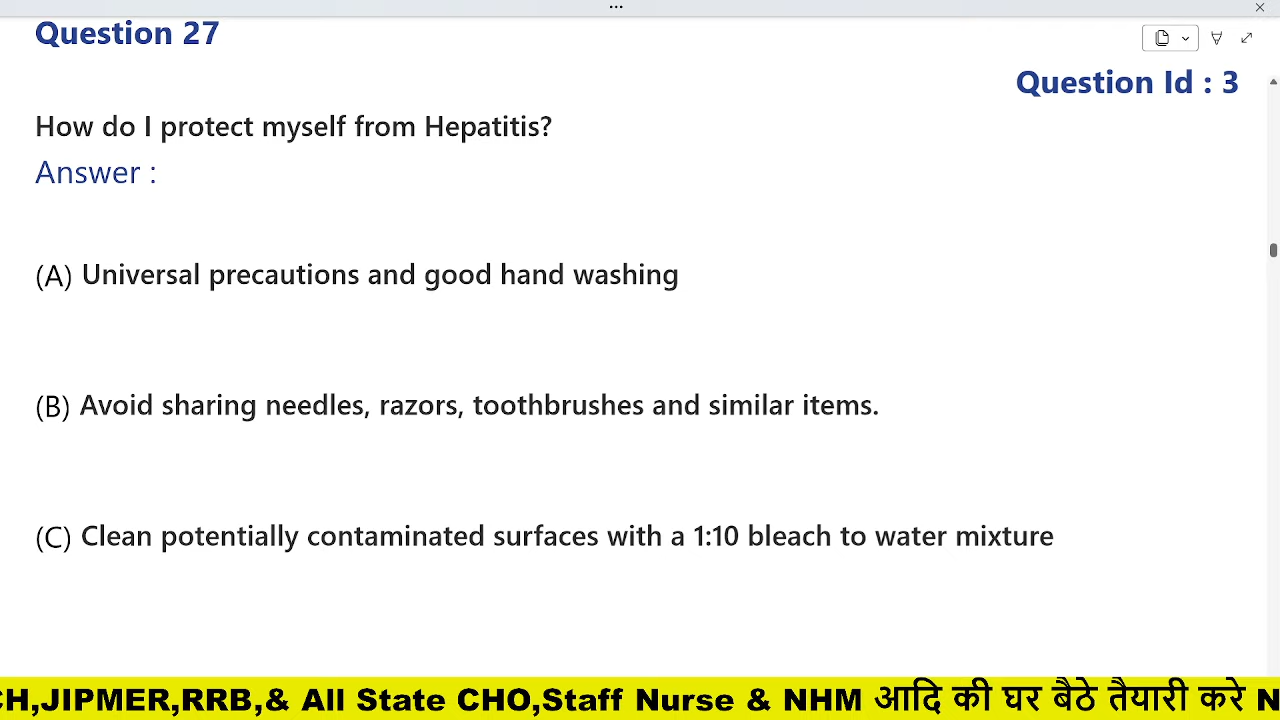 Question 27
Question Id : 3
How do I protect myself from Hepatitis?
Answer :
(A) Universal precautions and good hand washing
(B) Avoid sharing needles, razors, toothbrushes and similar items.
(C) Clean potentially contaminated surfaces with a 1:10 bleach to water mixture
CH,JIPMER,RRB,& All State CHO,Staff Nurse & NHM आदि की घर बैठे तैयारी करे N